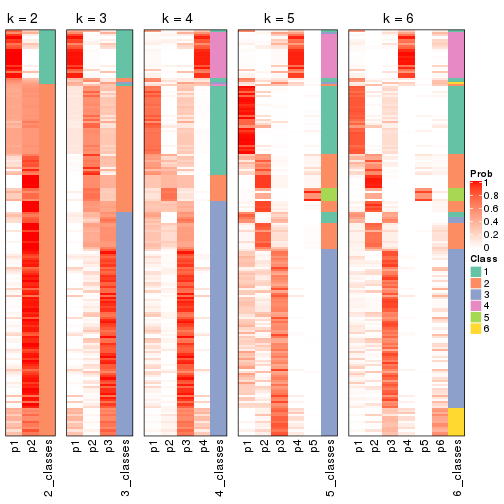 k = 2
k = 3
k = 4
k = 5
k = 6
Prob
1
0.8
0.6
0.4
0.2
0
Class
1
2
3
4
5
6
p1
p2
2_classes
p1
p2
p3
3_classes
p1
p2
p3
p4
4_classes
p1
p2
p3
p4
p5
5_classes
p1
p2
p3
p4
p5
p6
6_classes